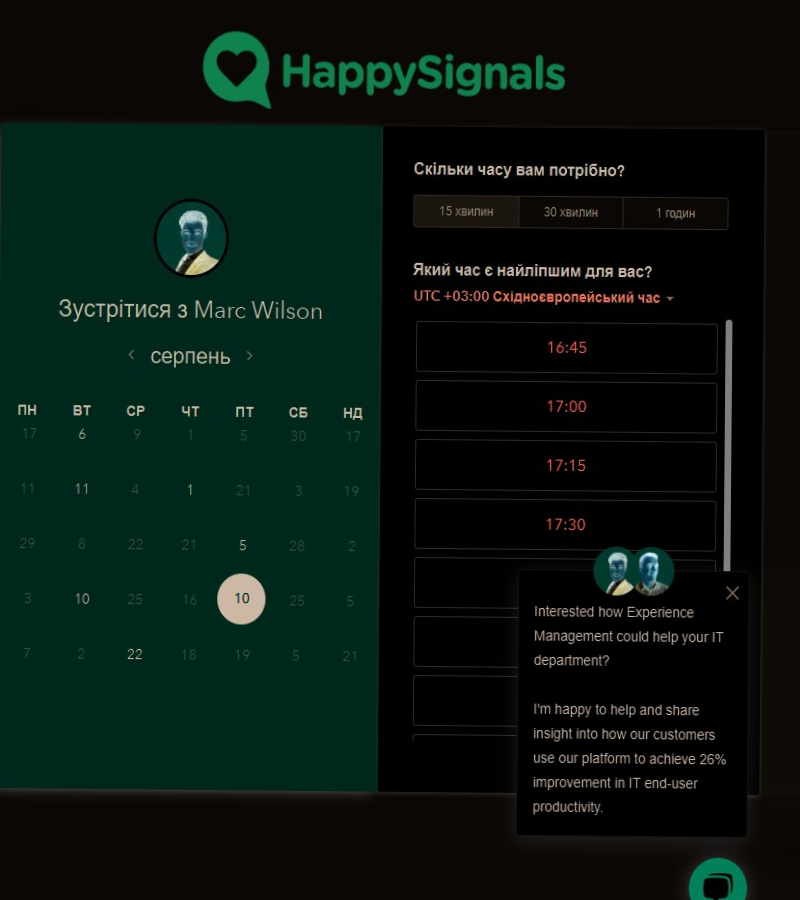 HappySignals
Зустрітися з Marc Wilson
серпень
ПН ВТ СР ЧТ ПТ СБ НД
17 6 9 1 5 30 17
11 11 4 1 21 3 19
29 8 22 21 5 28 2
3 10 25 16 10 25 5
7 2 22 18 19 5 21
Скільки часу вам потрібно?
15 хвилин 30 хвилин 1 годин
Який час є найліпшим для вас?
UTC +03:00 Східноєвропейський час
16:45
17:00
17:15
17:30
Interested how Experience
Management could help your IT
department?
I'm happy to help and share
insight into how our customers
use our platform to achieve 26%
improvement in IT end-user
productivity.